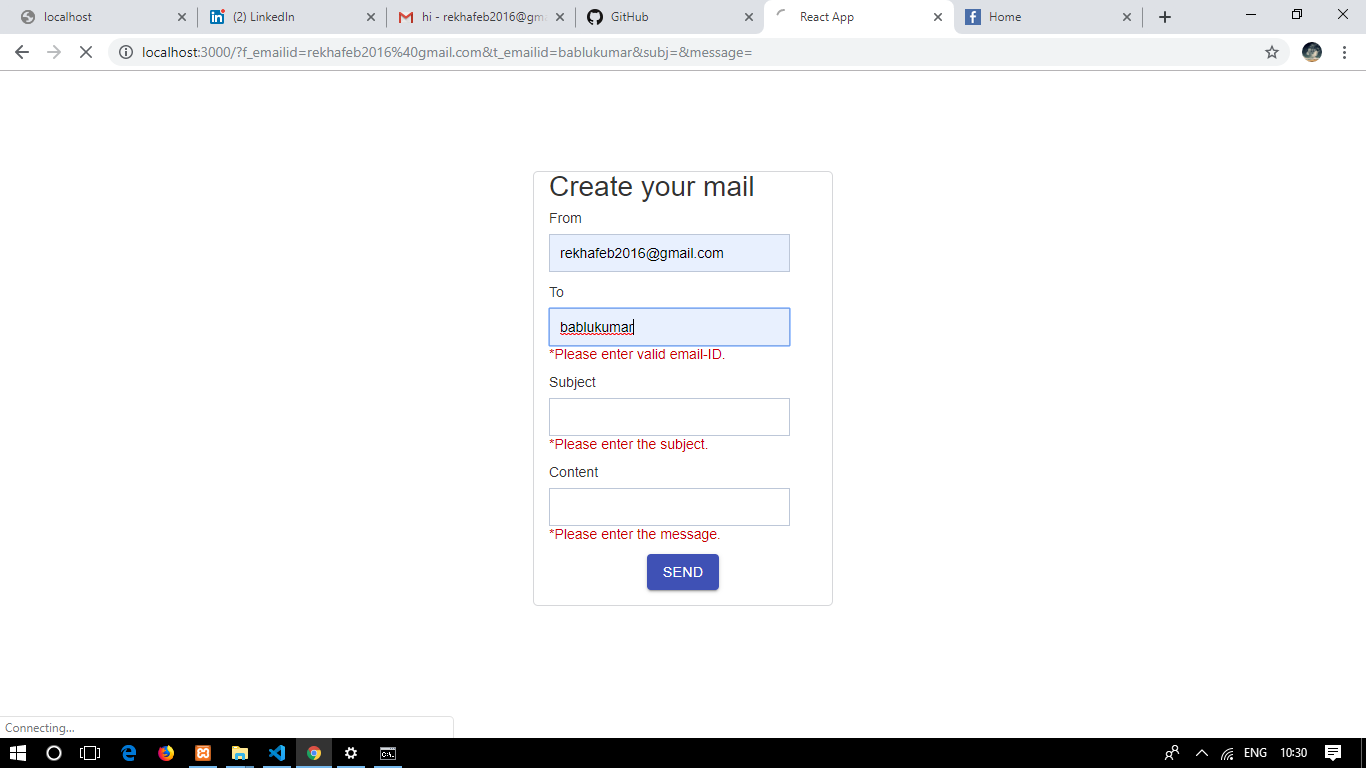 localhost
(2) LinkedIn
hi - rekhafeb2016@gma
GitHub
React App
Home
localhost:3000/?f_emailid=rekhafeb2016%40gmail.com&t_emailid=bablukumar&subj=&message=
Create your mail
From
rekhafeb2016@gmail.com
To
bablukumar
*Please enter valid email-ID.
Subject
*Please enter the subject.
Content
*Please enter the message.
SEND
Connecting...
ENG 10:30